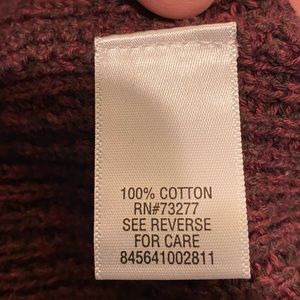 100% COTTON
RN#73277
SEE REVERSE
FOR CARE
845641002811